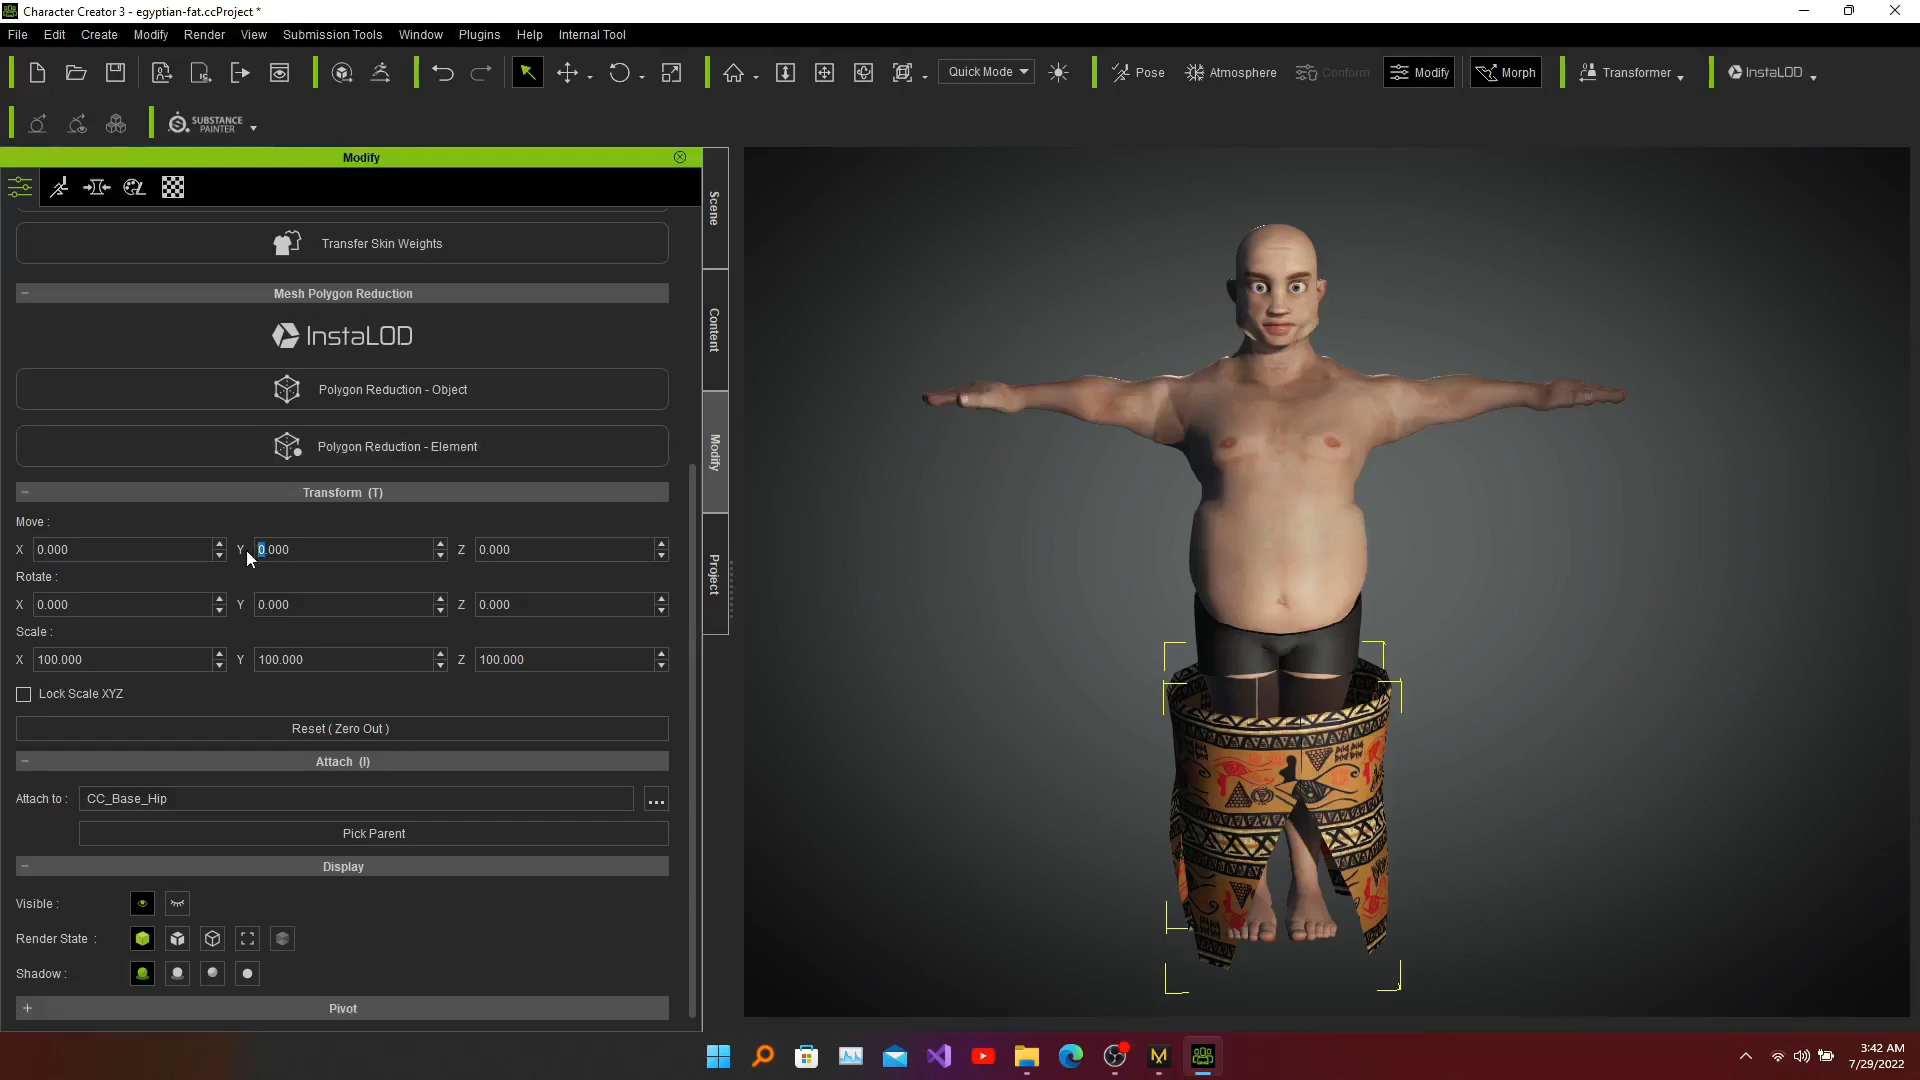 Character Creator 3 - egyptian-fat.ccProject *
File Edit Create Modify Render View Submission Tools Window Plugins Help Internal Tool
Quick Mode Pose Atmosphere Conform Modify Morph Transformer InstaLOD
SUBSTANCE PAINTER
Modify
Transfer Skin Weights
Mesh Polygon Reduction
InstaLOD
Polygon Reduction - Object
Polygon Reduction - Element
Transform (T)
Move :
X 0.000 Y 0.000 Z 0.000
Rotate :
X 0.000 Y 0.000 Z 0.000
Scale :
X 100.000 Y 100.000 Z 100.000
Lock Scale XYZ
Reset ( Zero Out )
Attach (I)
Attach to : CC_Base_Hip ...
Pick Parent
Display
Visible :
Render State :
Shadow :
Pivot
Scene
Content
Modify
Project
3:42 AM
7/29/2022